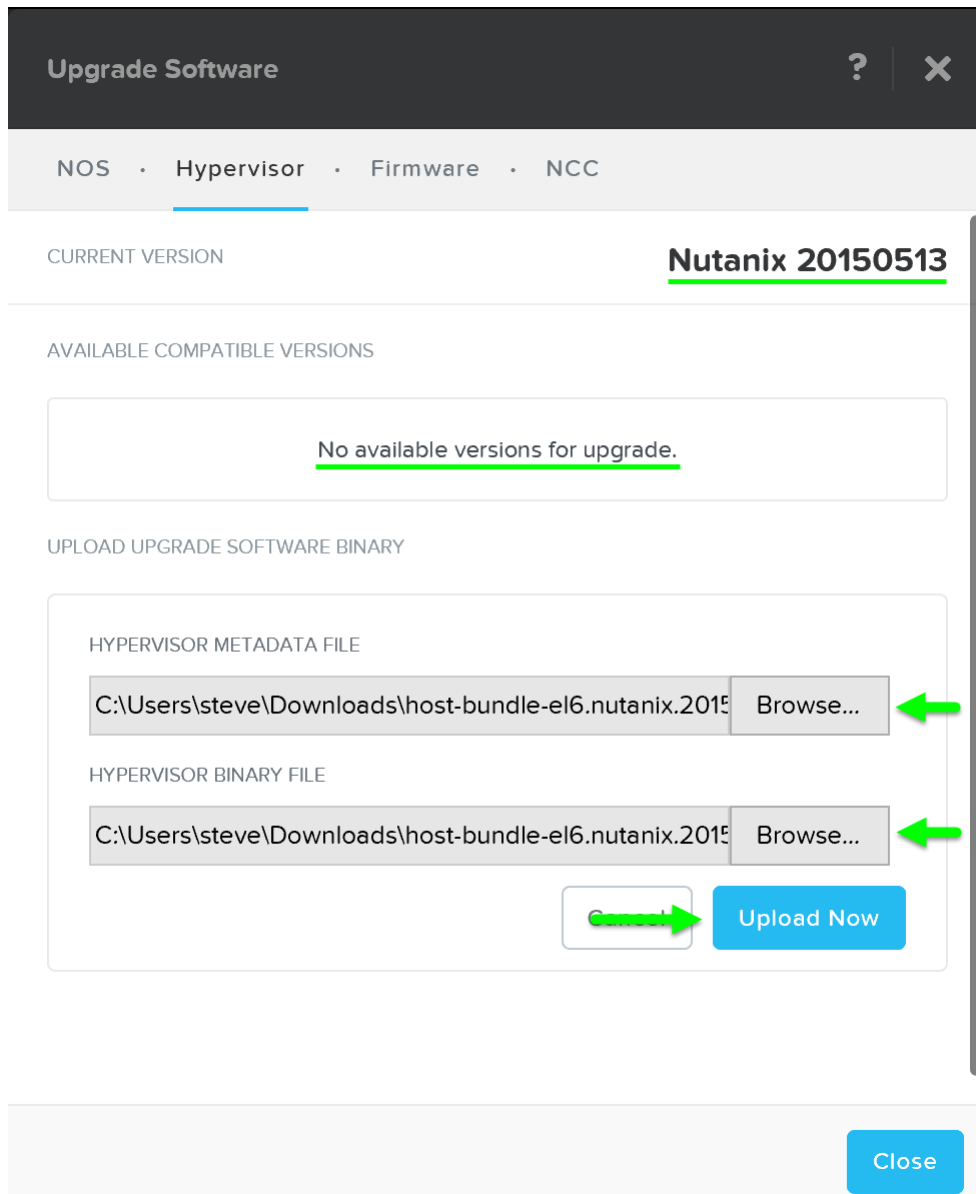 Upgrade Software ?
NOS · Hypervisor · Firmware · NCC
CURRENT VERSION Nutanix 20150513
AVAILABLE COMPATIBLE VERSIONS
No available versions for upgrade.
UPLOAD UPGRADE SOFTWARE BINARY
HYPERVISOR METADATA FILE
C:\Users\steve\Downloads\host-bundle-el6.nutanix.2015 Browse...
HYPERVISOR BINARY FILE
C:\Users\steve\Downloads\host-bundle-el6.nutanix.2015 Browse...
Cancel Upload Now
Close